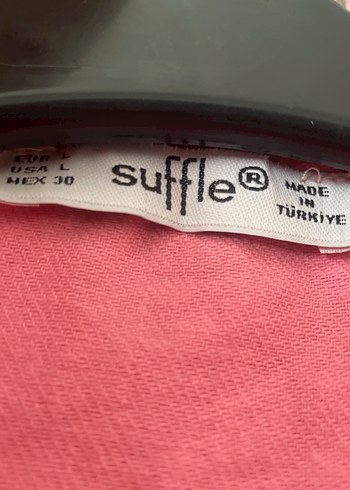 EUR L
USA L
MEX 30
suffle®
MADE
IN
TÜRKİYE